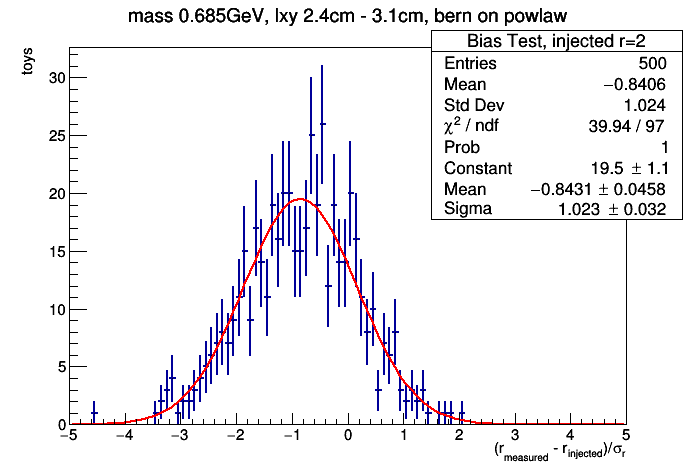 mass 0.685GeV, lxy 2.4cm - 3.1cm, bern on powlaw
toys
Bias Test, injected r=2
Entries 500
Mean −0.8406
Std Dev 1.024
χ² / ndf 39.94 / 97
Prob 1
Constant 19.5 ± 1.1
Mean −0.8431 ± 0.0458
Sigma 1.023 ± 0.032
30
25
20
15
10
5
0
−5 −4 −3 −2 −1 0 1 2 3 4 5
(r_measured - r_injected)/σ_r